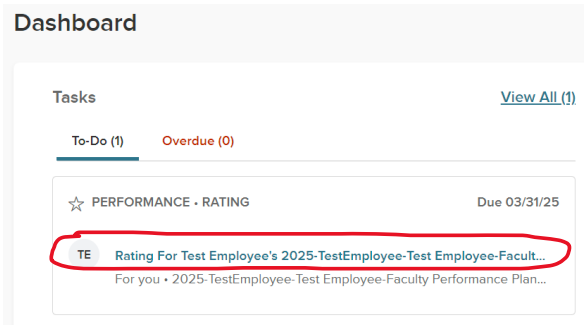 Dashboard
Tasks
View All (1)
To-Do (1)
Overdue (0)
PERFORMANCE • RATING
Due 03/31/25
TE
Rating For Test Employee's 2025-TestEmployee-Test Employee-Facult...
For you • 2025-TestEmployee-Test Employee-Faculty Performance Plan...